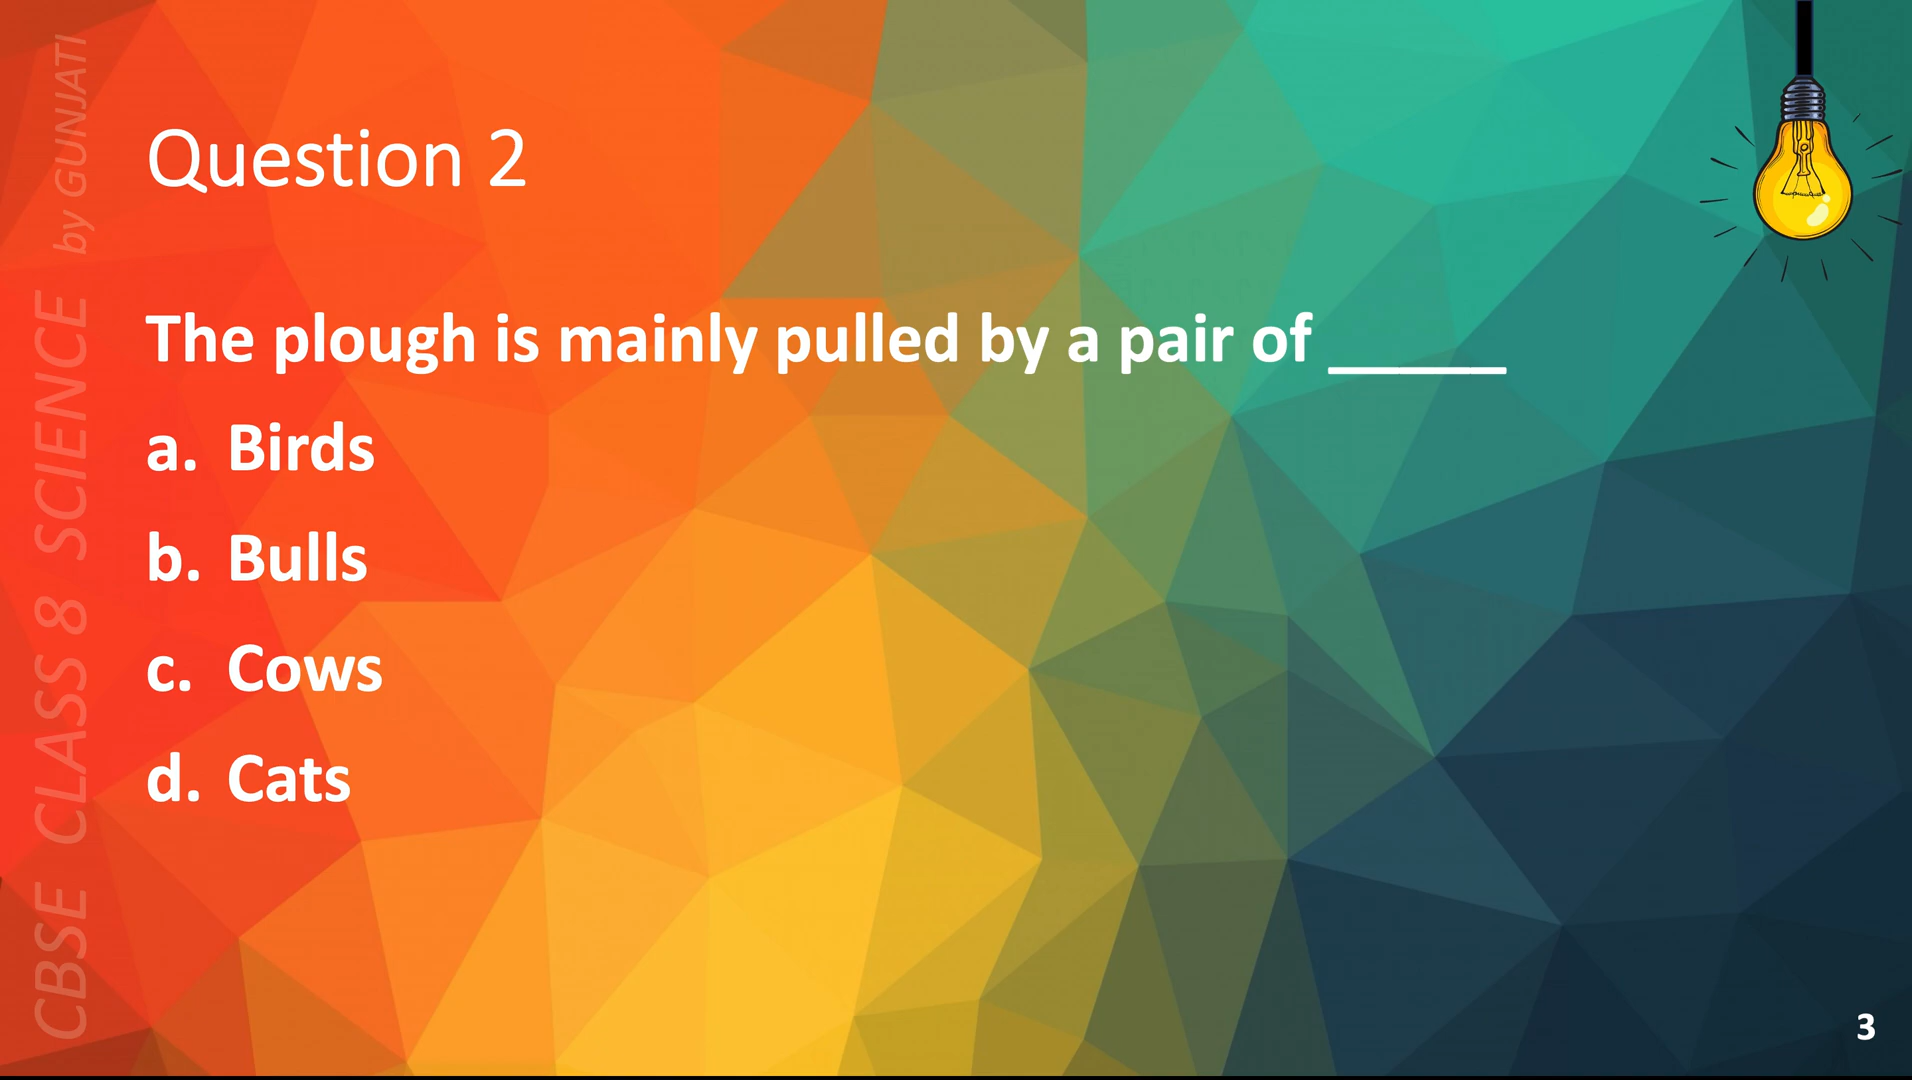 Question 2
The plough is mainly pulled by a pair of _____
a. Birds
b. Bulls
c. Cows
d. Cats
CBSE CLASS 8 SCIENCE by GUNJATI
3